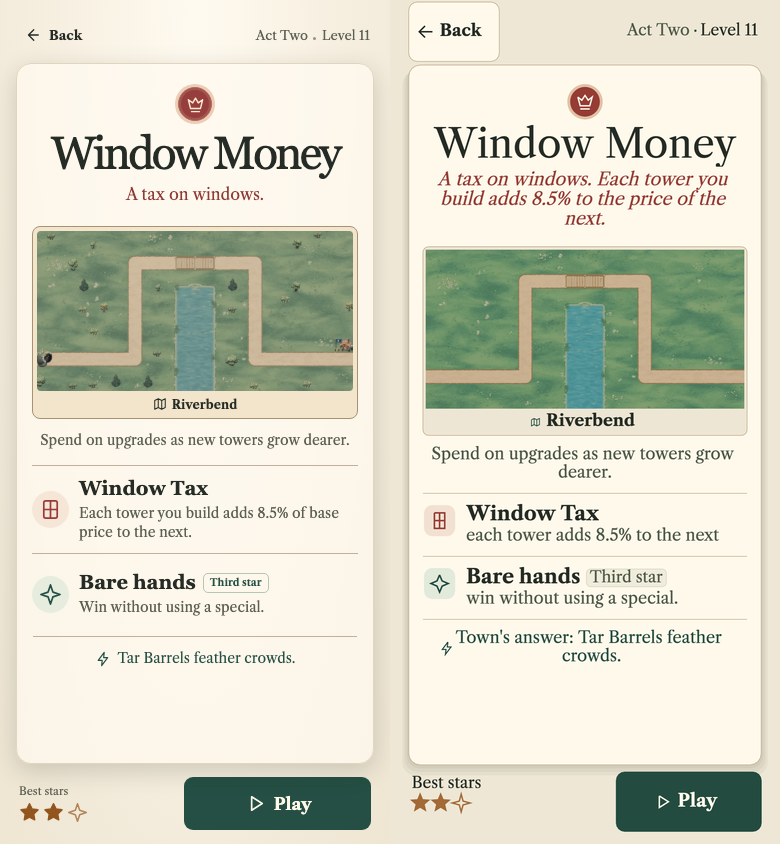 Back
Act Two . Level 11
Window Money
A tax on windows.
Riverbend
Spend on upgrades as new towers grow dearer.
Window Tax
Each tower you build adds 8.5% of base
price to the next.
Bare hands Third star
Win without using a special.
Tar Barrels feather crowds.
Best stars
Play
Back
Act Two · Level 11
Window Money
A tax on windows. Each tower you
build adds 8.5% to the price of the
next.
Riverbend
Spend on upgrades as new towers grow
dearer.
Window Tax
each tower adds 8.5% to the next
Bare hands Third star
win without using a special.
Town's answer: Tar Barrels feather
crowds.
Best stars
Play